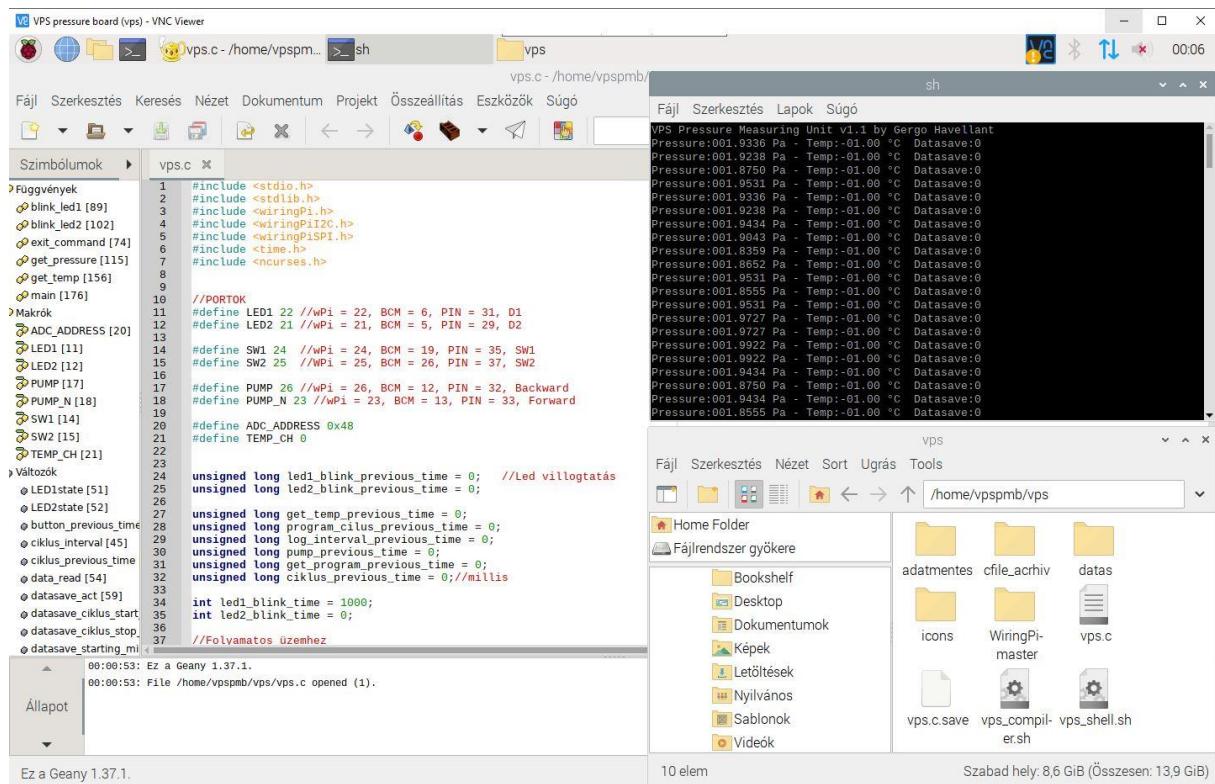 VPS pressure board (vps) - VNC Viewer
vps.c - /home/vpspm...
sh
vps
00:06
vps.c - /home/vpspmb/
Fájl Szerkesztés Keresés Nézet Dokumentum Projekt Összeállítás Eszközök Súgó
Szimbólumok
vps.c
Függvények
blink_led1 [89]
blink_led2 [102]
exit_command [74]
get_pressure [115]
get_temp [156]
main [176]
Makrók
ADC_ADDRESS [20]
LED1 [11]
LED2 [12]
PUMP [17]
PUMP_N [18]
SW1 [14]
SW2 [15]
TEMP_CH [21]
Változók
LED1state [51]
LED2state [52]
button_previous_time
ciklus_interval [45]
ciklus_previous_time
data_read [54]
datasave_act [59]
datasave_ciklus_start
datasave_ciklus_stop_
datasave_starting_mi
1 #include <stdio.h>
2 #include <stdlib.h>
3 #include <wiringPi.h>
4 #include <wiringPiI2C.h>
5 #include <wiringPiSPI.h>
6 #include <time.h>
7 #include <ncurses.h>
8
9
10 //PORTOK
11 #define LED1 22 //wPi = 22, BCM = 6, PIN = 31, D1
12 #define LED2 21 //wPi = 21, BCM = 5, PIN = 29, D2
13
14 #define SW1 24 //wPi = 24, BCM = 19, PIN = 35, SW1
15 #define SW2 25 //WPi = 25, BCM = 26, PIN = 37, SW2
16
17 #define PUMP 26 //wPi = 26, BCM = 12, PIN = 32, Backward
18 #define PUMP_N 23 //wPi = 23, BCM = 13, PIN = 33, Forward
19
20 #define ADC_ADDRESS 0x48
21 #define TEMP_CH 0
22
23
24 unsigned long led1_blink_previous_time = 0; //Led villogtatás
25 unsigned long led2_blink_previous_time = 0;
26
27 unsigned long get_temp_previous_time = 0;
28 unsigned long program_cilus_previous_time = 0;
29 unsigned long log_interval_previous_time = 0;
30 unsigned long pump_previous_time = 0;
31 unsigned long get_program_previous_time = 0;
32 unsigned long ciklus_previous_time = 0;//millis
33
34 int led1_blink_time = 1000;
35 int led2_blink_time = 0;
36
37 //Folyamatos üzemhez
Állapot
00:00:53: Ez a Geany 1.37.1.
00:00:53: File /home/vpspmb/vps/vps.c opened (1).
Ez a Geany 1.37.1.
sh
Fájl Szerkesztés Lapok Súgó
VPS Pressure Measuring Unit v1.1 by Gergo Havellant
Pressure:001.9336 Pa - Temp:-01.00 °C Datasave:0
Pressure:001.9238 Pa - Temp:-01.00 °C Datasave:0
Pressure:001.8750 Pa - Temp:-01.00 °C Datasave:0
Pressure:001.9531 Pa - Temp:-01.00 °C Datasave:0
Pressure:001.9336 Pa - Temp:-01.00 °C Datasave:0
Pressure:001.9238 Pa - Temp:-01.00 °C Datasave:0
Pressure:001.9434 Pa - Temp:-01.00 °C Datasave:0
Pressure:001.9043 Pa - Temp:-01.00 °C Datasave:0
Pressure:001.8359 Pa - Temp:-01.00 °C Datasave:0
Pressure:001.8652 Pa - Temp:-01.00 °C Datasave:0
Pressure:001.9531 Pa - Temp:-01.00 °C Datasave:0
Pressure:001.8555 Pa - Temp:-01.00 °C Datasave:0
Pressure:001.9531 Pa - Temp:-01.00 °C Datasave:0
Pressure:001.9727 Pa - Temp:-01.00 °C Datasave:0
Pressure:001.9727 Pa - Temp:-01.00 °C Datasave:0
Pressure:001.9922 Pa - Temp:-01.00 °C Datasave:0
Pressure:001.9922 Pa - Temp:-01.00 °C Datasave:0
Pressure:001.9434 Pa - Temp:-01.00 °C Datasave:0
Pressure:001.8750 Pa - Temp:-01.00 °C Datasave:0
Pressure:001.9434 Pa - Temp:-01.00 °C Datasave:0
Pressure:001.8555 Pa - Temp:-01.00 °C Datasave:0
vps
Fájl Szerkesztés Nézet Sort Ugrás Tools
/home/vpspmb/vps
Home Folder
Fájlrendszer gyökere
Bookshelf
Desktop
Dokumentumok
Képek
Letöltések
Nyilvános
Sablonok
Videók
adatmentes cfile_acrhiv datas
icons WiringPi-master vps.c
vps.c.save vps_compil-er.sh vps_shell.sh
10 elem
Szabad hely: 8,6 GiB (Összesen: 13,9 GiB)